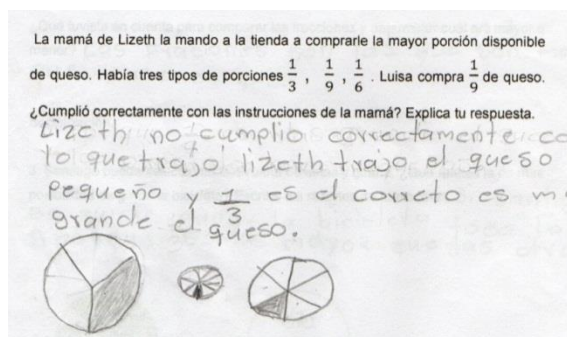 La mamá de Lizeth la mando a la tienda a comprarle la mayor porción disponible
de queso. Había tres tipos de porciones 1/3 , 1/9 , 1/6 . Luisa compra 1/9 de queso.
¿Cumplió correctamente con las instrucciones de la mamá? Explica tu respuesta.
Lizeth no cumplio correctamente co
lo que trajo lizeth trajo el queso
pequeño y 1/3 es el correcto es m
grande el queso.